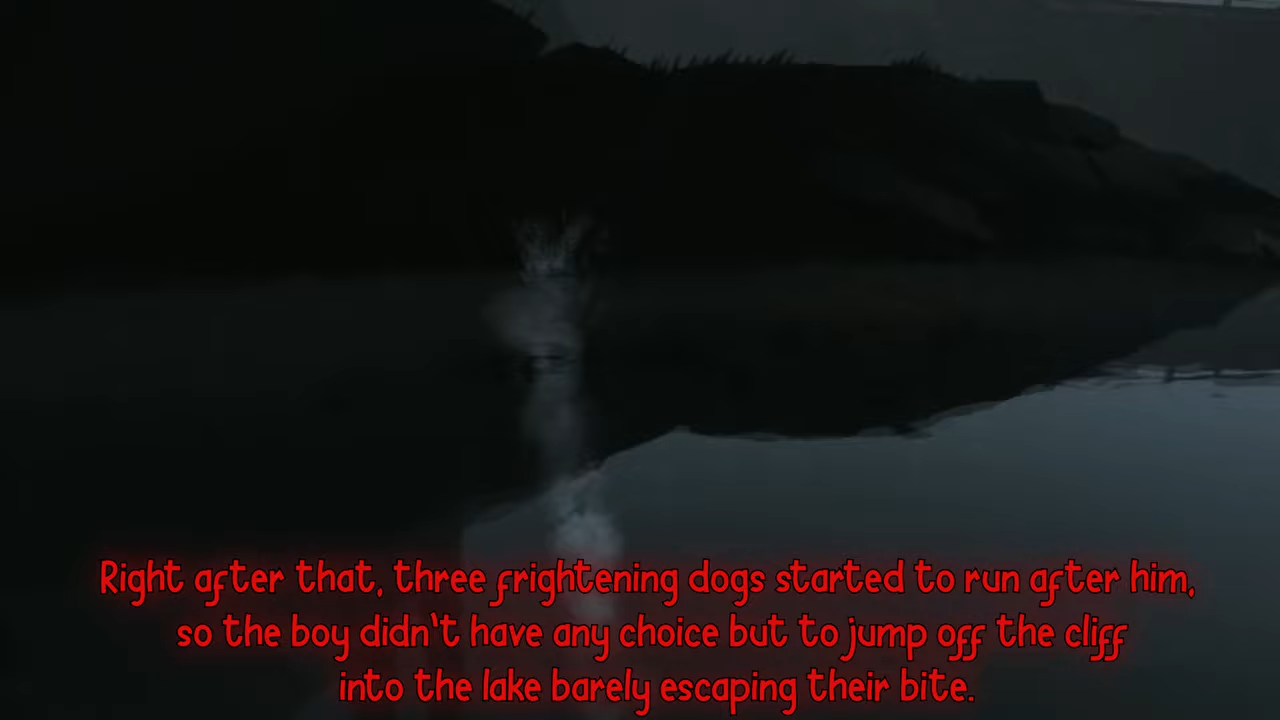 Right after that, three frightening dogs started to run after him,
so the boy didn't have any choice but to jump off the cliff
into the lake barely escaping their bite.